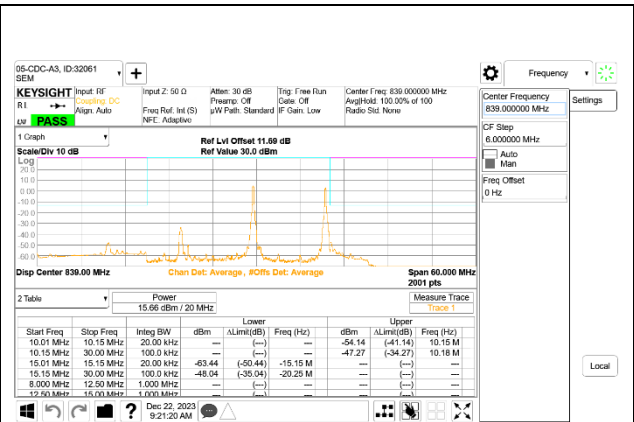 05-CDC-A3, ID:32061
SEM
Frequency
KEYSIGHT
Input: RF
Coupling: DC
Align: Auto
Input Z: 50 Ω
Freq Ref: Int (S)
NFE: Adaptive
Atten: 30 dB
Preamp: Off
µW Path: Standard
Trig: Free Run
Gate: Off
IF Gain: Low
Center Freq: 839.000000 MHz
Avg|Hold: 100.00% of 100
Radio Std: None
PASS
Center Frequency
839.000000 MHz
Settings
CF Step
6.000000 MHz
Auto
Man
Freq Offset
0 Hz
1 Graph
Scale/Div 10 dB
Ref Lvl Offset 11.69 dB
Ref Value 30.0 dBm
Log
20.0
10.0
0.00
-10.0
-20.0
-30.0
-40.0
-50.0
-60.0
Disp Center 839.00 MHz
Chan Det: Average, #Offs Det: Average
Span 60.000 MHz
2001 pts
2 Table
Power
15.66 dBm / 20 MHz
Measure Trace
Trace 1
Lower Upper
Start Freq Stop Freq Integ BW dBm ΔLimit(dB) Freq (Hz) dBm ΔLimit(dB) Freq (Hz)
10.01 MHz 10.15 MHz 20.00 kHz --- (---) --- -54.14 (-41.14) 10.15 M
10.15 MHz 30.00 MHz 100.0 kHz --- (---) --- -47.27 (-34.27) 10.18 M
15.01 MHz 15.15 MHz 20.00 kHz -63.44 (-50.44) -15.15 M --- (---) ---
15.15 MHz 30.00 MHz 100.0 kHz -48.04 (-35.04) -20.25 M --- (---) ---
8.000 MHz 12.50 MHz 1.000 MHz --- (---) --- --- (---) ---
12.50 MHz 15.00 MHz 1.000 MHz --- (---) --- --- (---) ---
Local
Dec 22, 2023
9:21:20 AM